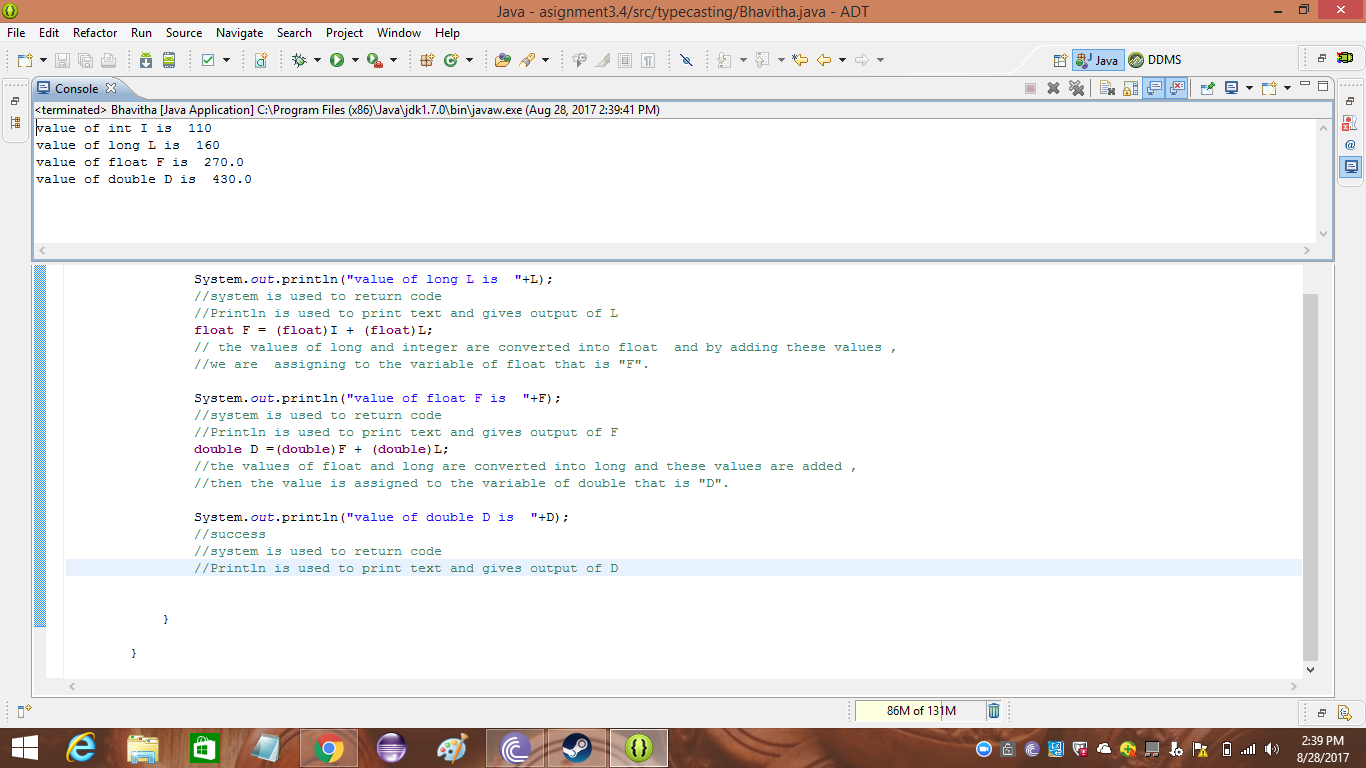 Java - asignment3.4/src/typecasting/Bhavitha.java - ADT
File Edit Refactor Run Source Navigate Search Project Window Help
Java DDMS
Console
<terminated> Bhavitha [Java Application] C:\Program Files (x86)\Java\jdk1.7.0\bin\javaw.exe (Aug 28, 2017 2:39:41 PM)
value of int I is  110
value of long L is  160
value of float F is  270.0
value of double D is  430.0
System.out.println("value of long L is  "+L);
//system is used to return code
//Println is used to print text and gives output of L
float F = (float)I + (float)L;
// the values of long and integer are converted into float  and by adding these values ,
//we are  assigning to the variable of float that is "F".
System.out.println("value of float F is  "+F);
//system is used to return code
//Println is used to print text and gives output of F
double D =(double)F + (double)L;
//the values of float and long are converted into long and these values are added ,
//then the value is assigned to the variable of double that is "D".
System.out.println("value of double D is  "+D);
//success
//system is used to return code
//Println is used to print text and gives output of D
}
}
86M of 131M
2:39 PM
8/28/2017